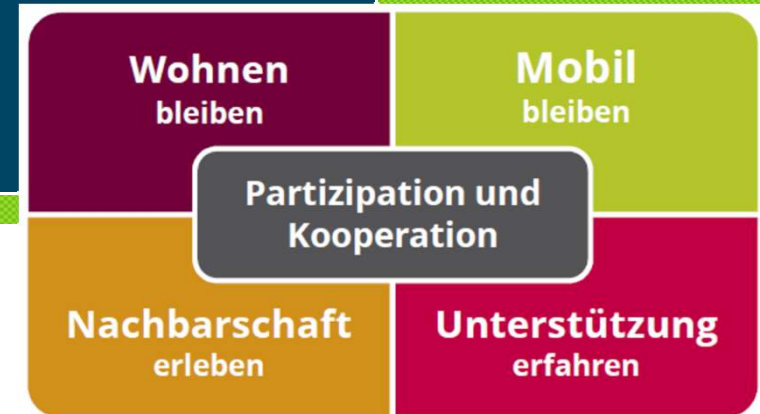 Wohnen
bleiben
Mobil
bleiben
Partizipation und
Kooperation
Nachbarschaft
erleben
Unterstützung
erfahren